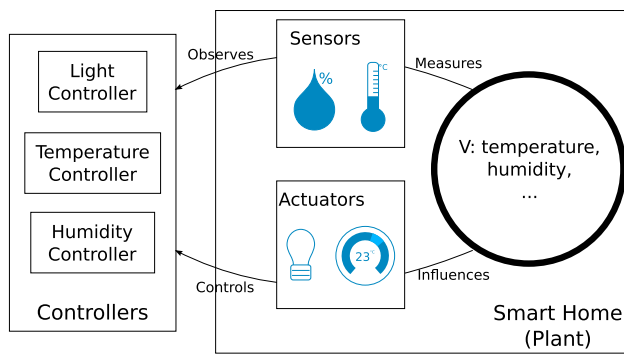 Light
Controller
Temperature
Controller
Humidity
Controller
Controllers
Observes
Controls
Sensors
%
°C
Actuators
23°C
Measures
Influences
V: temperature,
humidity,
...
Smart Home
(Plant)